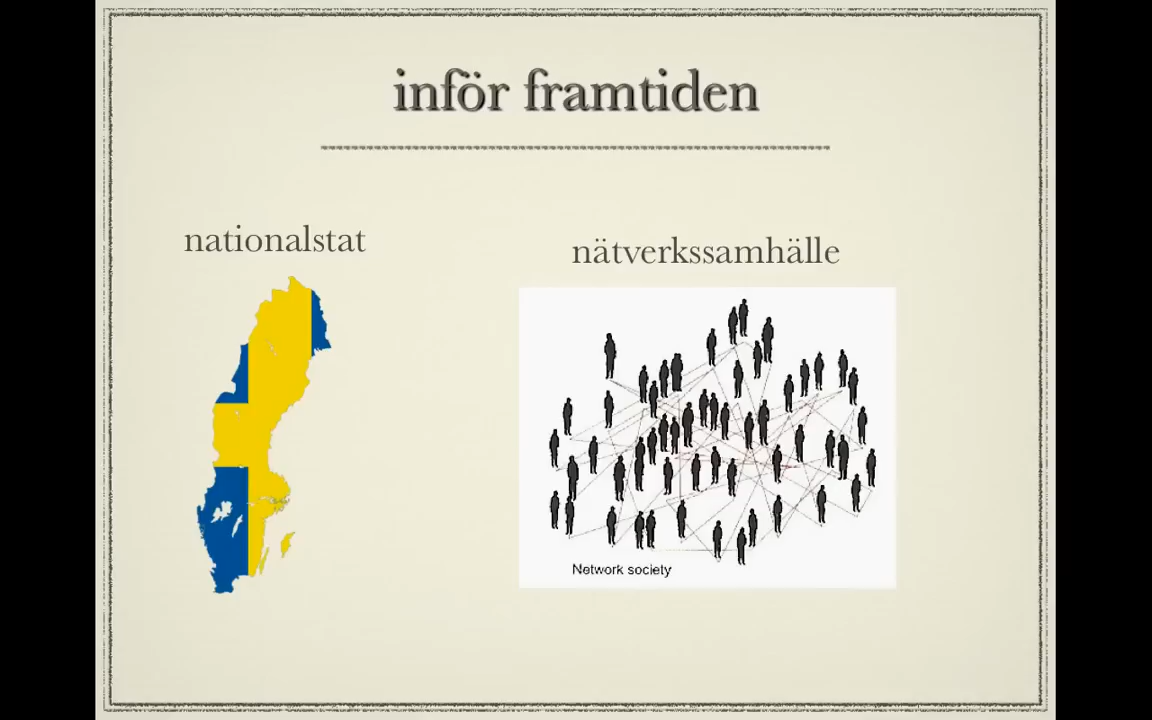 inför framtiden
nationalstat
nätverkssamhälle
Network society